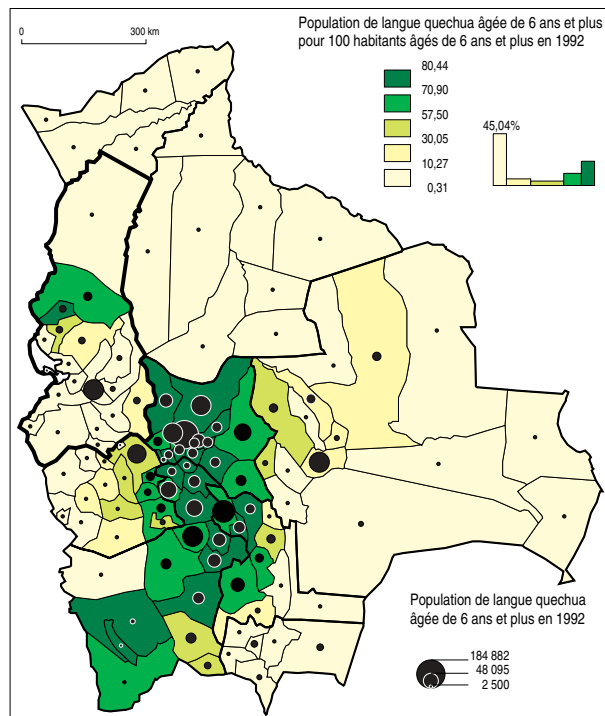 Population de langue quechua âgée de 6 ans et plus
pour 100 habitants âgés de 6 ans et plus en 1992
0 300 km
80,44
70,90
57,50
30,05
10,27
0,31
45,04%
Population de langue quechua
âgée de 6 ans et plus en 1992
184 882
48 095
2 500